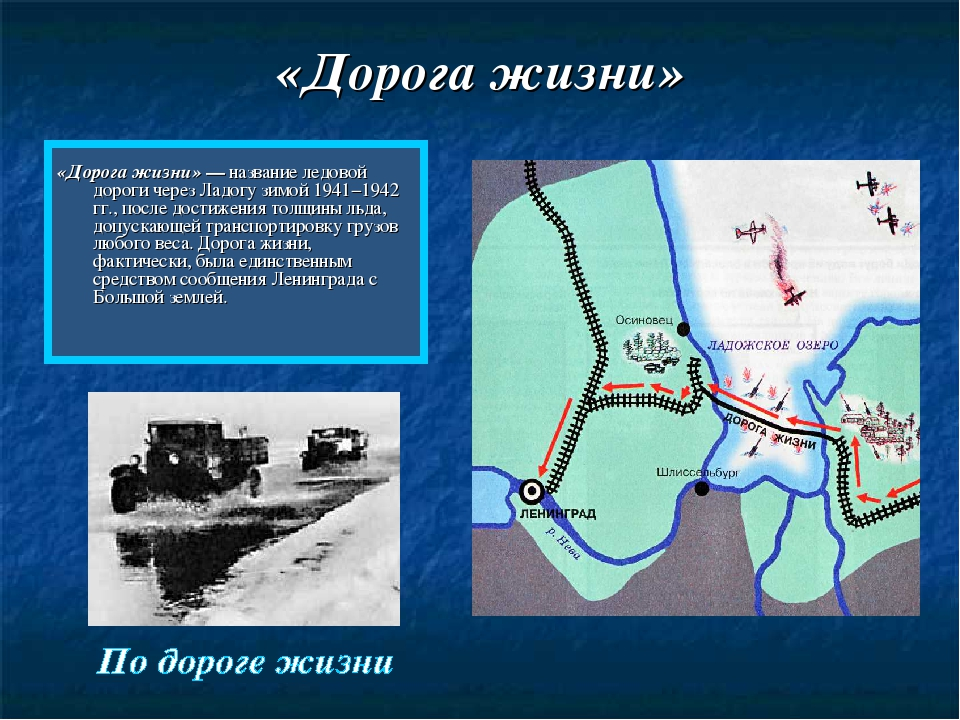 «Дорога жизни»
«Дорога жизни» — название ледовой
дороги через Ладогу зимой 1941–1942
гг., после достижения толщины льда,
допускающей транспортировку грузов
любого веса. Дорога жизни,
фактически, была единственным
средством сообщения Ленинграда с
Большой землей.
Осиновец
ЛАДОЖСКОЕ ОЗЕРО
ДОРОГА ЖИЗНИ
Шлиссельбург
ЛЕНИНГРАД
р. Нева
По дороге жизни